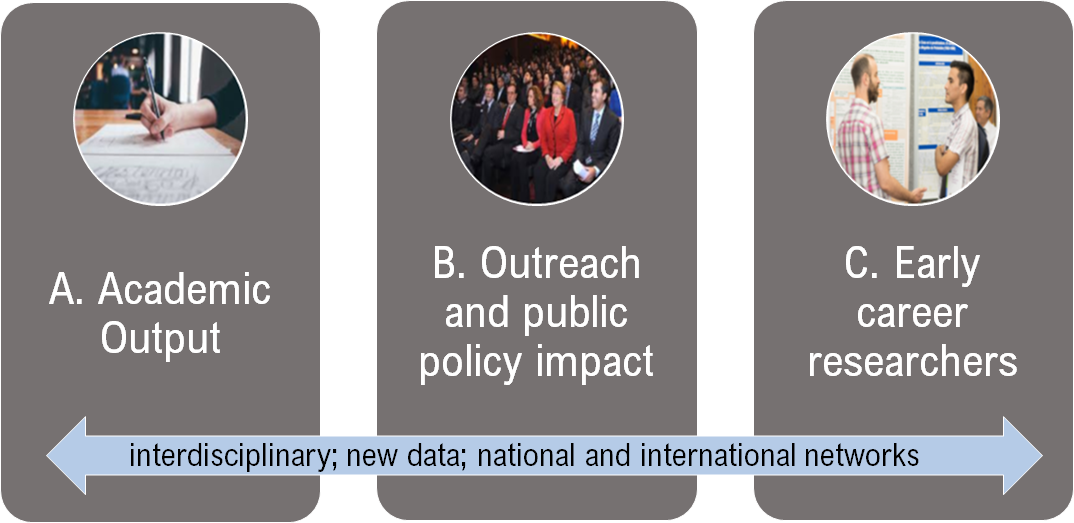 A. Academic
Output
B. Outreach
and public
policy impact
C. Early
career
researchers
interdisciplinary; new data; national and international networks